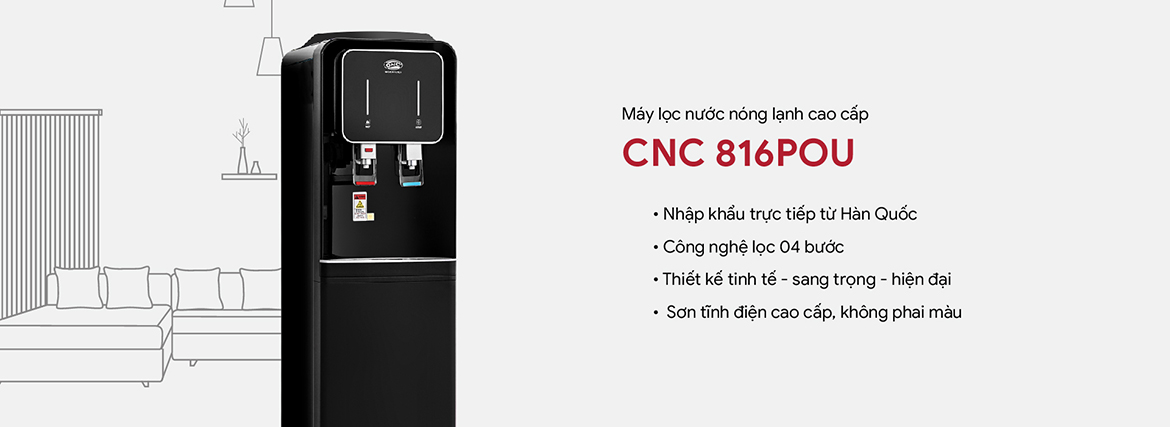 Máy lọc nước nóng lạnh cao cấp
CNC 816POU
• Nhập khẩu trực tiếp từ Hàn Quốc
• Công nghệ lọc 04 bước
• Thiết kế tinh tế - sang trọng - hiện đại
• Sơn tĩnh điện cao cấp, không phai màu